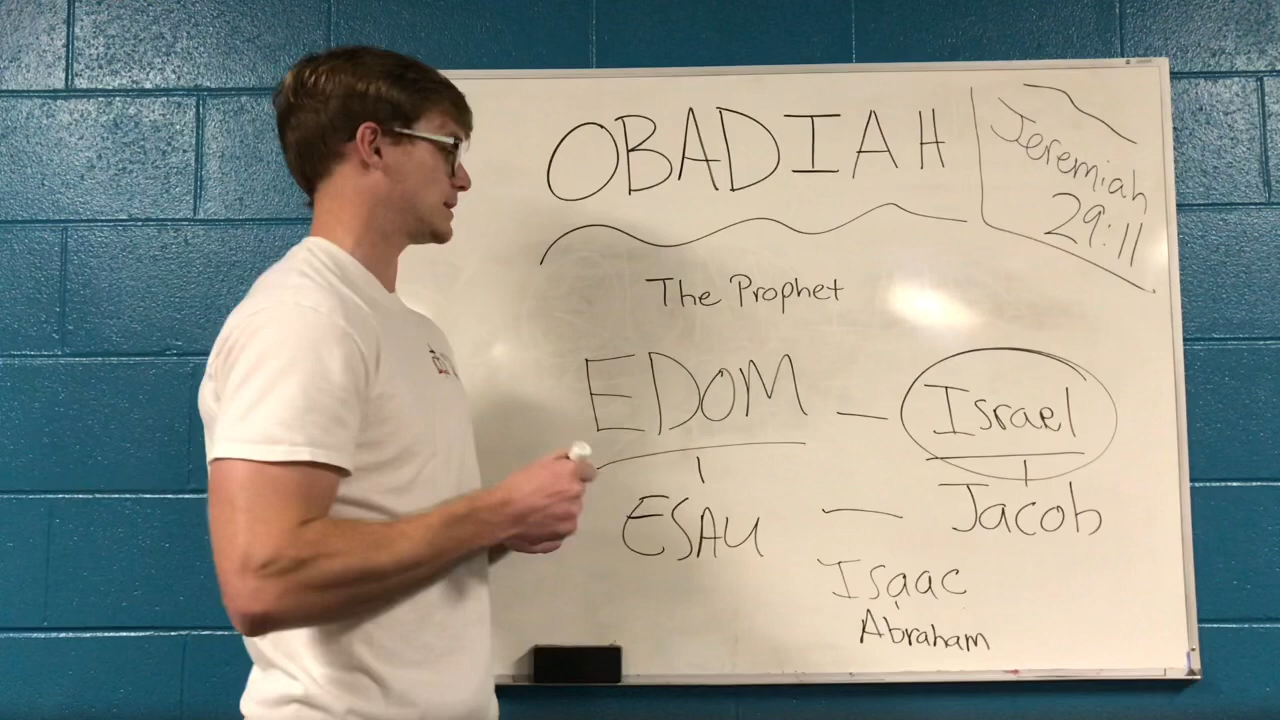 OBADIAH
Jeremiah
29:11
The Prophet
EDOM — Israel
ESAU — Jacob
Isaac
Abraham